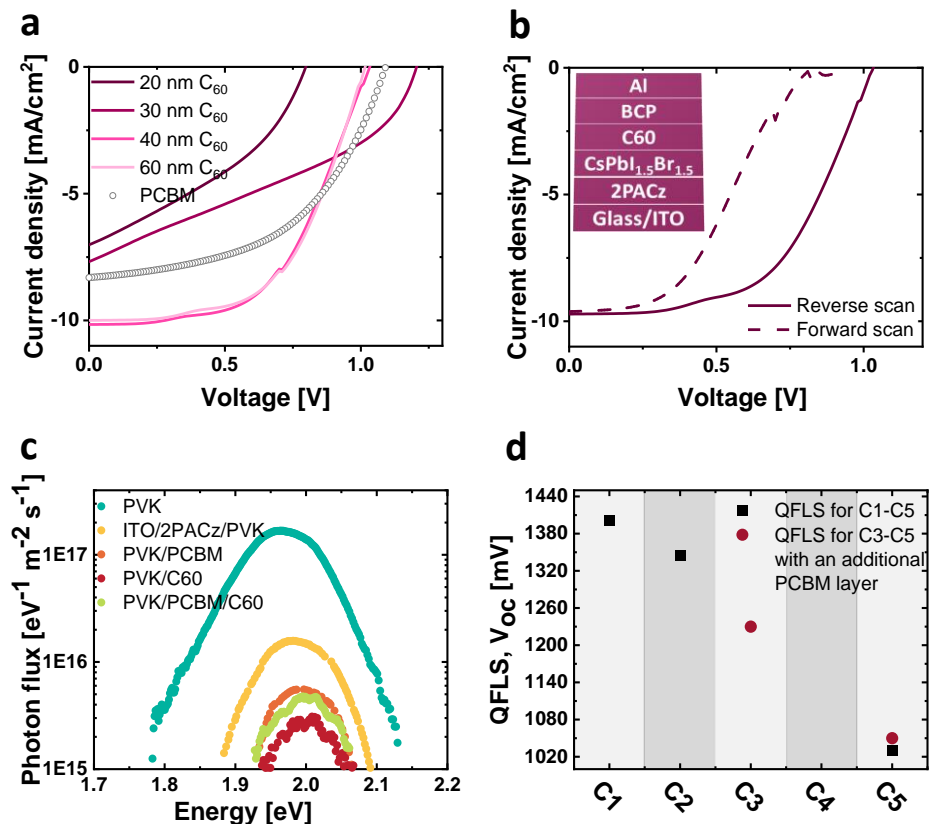 a
Current density [mA/cm²]
0
-5
-10
20 nm C₆₀
30 nm C₆₀
40 nm C₆₀
60 nm C₆₀
PCBM
0.0 0.5 1.0
Voltage [V]
b
Current density [mA/cm²]
0
-5
-10
Al
BCP
C60
CsPbI₁.₅Br₁.₅
2PACz
Glass/ITO
Reverse scan
Forward scan
0.0 0.5 1.0
Voltage [V]
c
Photon flux [eV⁻¹ m⁻² s⁻¹]
1E17
1E16
1E15
PVK
ITO/2PACz/PVK
PVK/PCBM
PVK/C60
PVK/PCBM/C60
1.7 1.8 1.9 2.0 2.1 2.2
Energy [eV]
d
QFLS, VOC [mV]
1440
1380
1320
1260
1200
1140
1080
1020
QFLS for C1-C5
QFLS for C3-C5
with an additional
PCBM layer
C1 C2 C3 C4 C5